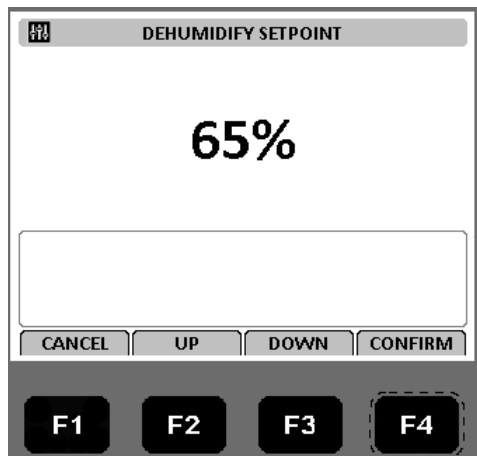 DEHUMIDIFY SETPOINT
65%
CANCEL UP DOWN CONFIRM
F1 F2 F3 F4